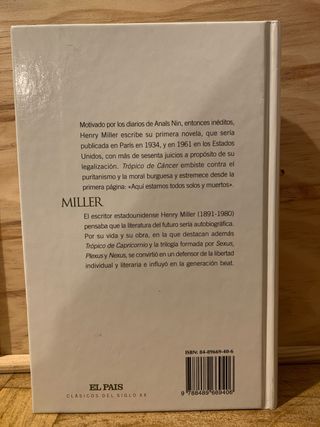 Motivado por los diarios de Anaïs Nin, entonces inéditos,
Henry Miller escribe su primera novela, que sería
publicada en París en 1934, y en 1961 en los Estados
Unidos, con más de sesenta juicios a propósito de su
legalización. Trópico de Cáncer embiste contra el
puritanismo y la moral burguesa y estremece desde la
primera página: «Aquí estamos todos solos y muertos».
MILLER
El escritor estadounidense Henry Miller (1891-1980)
pensaba que la literatura del futuro sería autobiográfica.
Por su vida y su obra, en la que destacan además
Trópico de Capricornio y la trilogía formada por Sexus,
Plexus y Nexus, se convirtió en un defensor de la libertad
individual y literaria e influyó en la generación beat.
ISBN: 84-89669-40-6
9 788489 669406
EL PAIS
CLÁSICOS DEL SIGLO XX